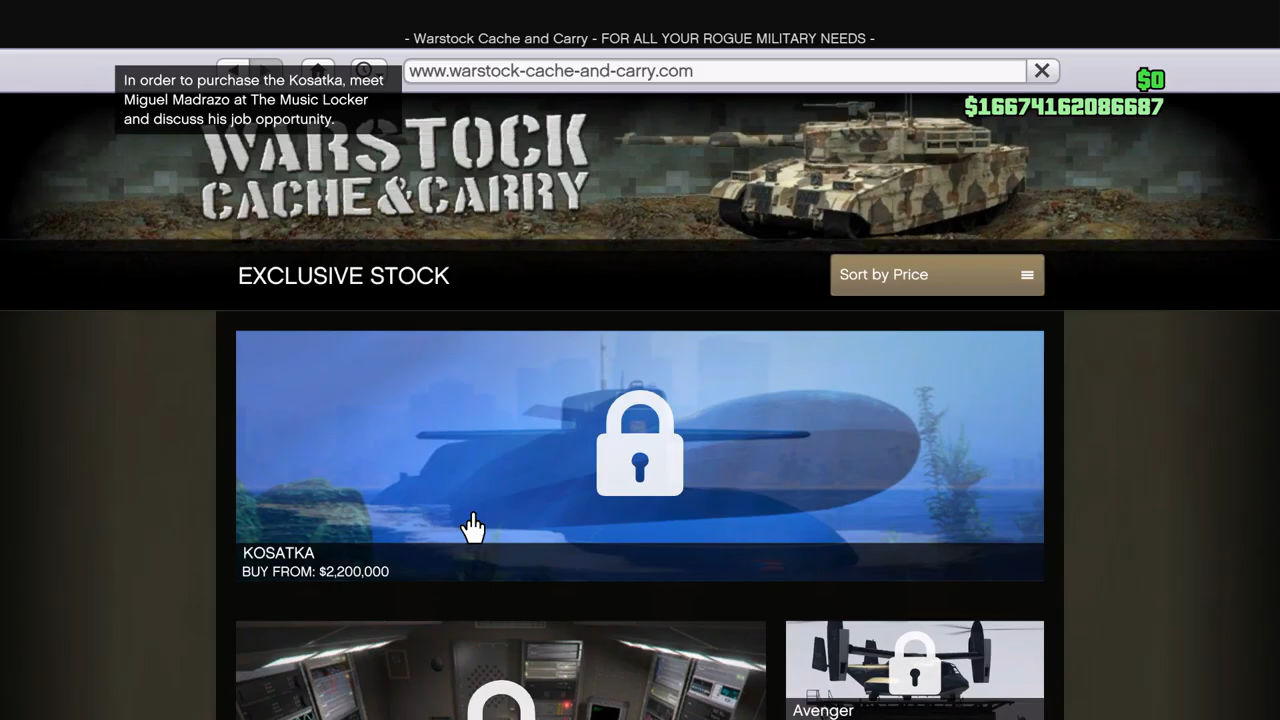 - Warstock Cache and Carry - FOR ALL YOUR ROGUE MILITARY NEEDS -
www.warstock-cache-and-carry.com
In order to purchase the Kosatka, meet
Miguel Madrazo at The Music Locker
and discuss his job opportunity.
$0
$16674162086687
WARSTOCK
CACHE&CARRY
EXCLUSIVE STOCK
Sort by Price
KOSATKA
BUY FROM: $2,200,000
Avenger